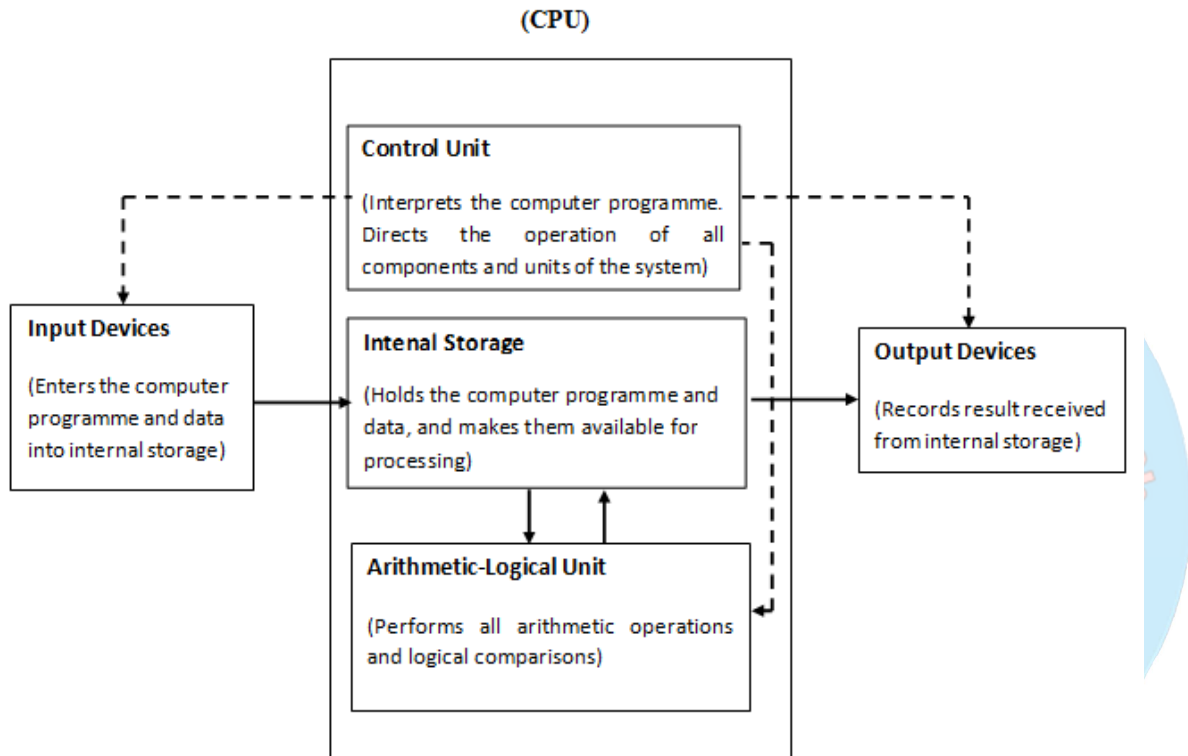 (CPU)
Control Unit
(Interprets the computer programme.
Directs the operation of all
components and units of the system)
Input Devices
(Enters the computer
programme and data
into internal storage)
Intenal Storage
(Holds the computer programme and
data, and makes them available for
processing)
Output Devices
(Records result received
from internal storage)
Arithmetic-Logical Unit
(Performs all arithmetic operations
and logical comparisons)